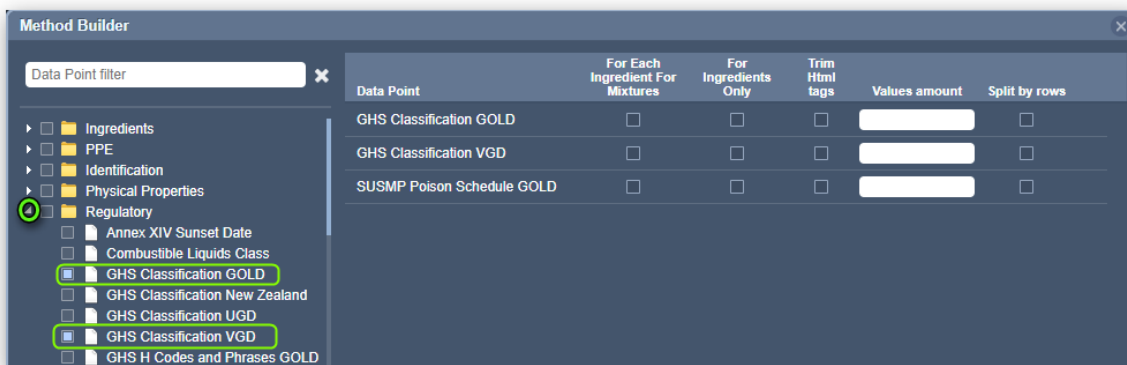 Method Builder
Data Point filter
Ingredients
PPE
Identification
Physical Properties
Regulatory
Annex XIV Sunset Date
Combustible Liquids Class
GHS Classification GOLD
GHS Classification New Zealand
GHS Classification UGD
GHS Classification VGD
GHS H Codes and Phrases GOLD
Data Point
For Each
Ingredient For
Mixtures
For
Ingredients
Only
Trim
Html
tags
Values amount
Split by rows
GHS Classification GOLD
GHS Classification VGD
SUSMP Poison Schedule GOLD